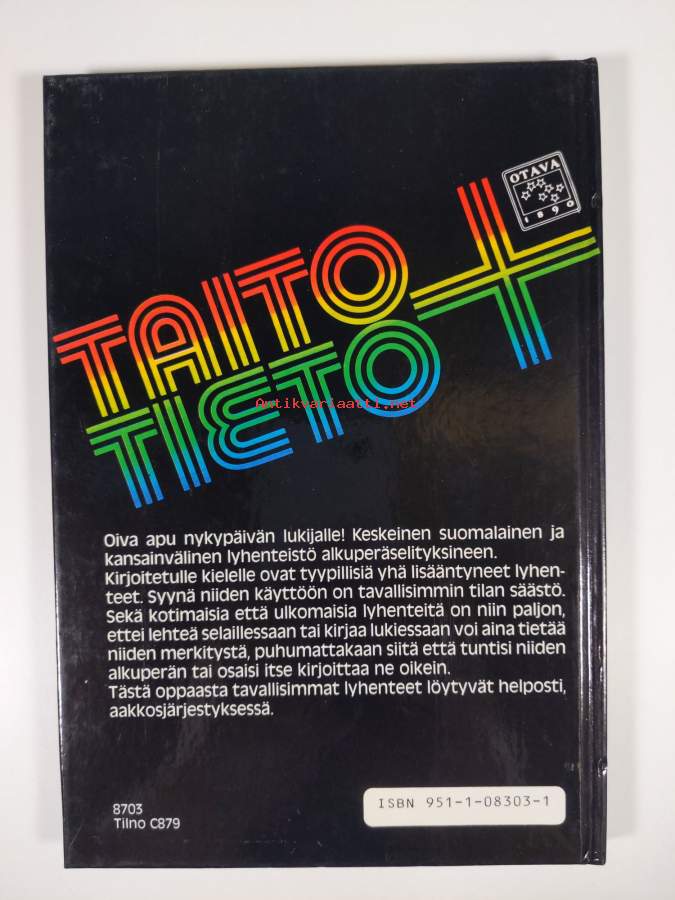 OTAVA
1890
TAITO
TIETO
+
Antikvariaatti.net
Oiva apu nykypäivän lukijalle! Keskeinen suomalainen ja
kansainvälinen lyhenteistö alkuperäselityksineen.
Kirjoitetulle kielelle ovat tyypillisiä yhä lisääntyneet lyhen-
teet. Syynä niiden käyttöön on tavallisimmin tilan säästö.
Sekä kotimaisia että ulkomaisia lyhenteitä on niin paljon,
ettei lehteä selaillessaan tai kirjaa lukiessaan voi aina tietää
niiden merkitystä, puhumattakaan siitä että tuntisi niiden
alkuperän tai osaisi itse kirjoittaa ne oikein.
Tästä oppaasta tavallisimmat lyhenteet löytyvät helposti,
aakkosjärjestyksessä.
8703
Tilno C879
ISBN 951-1-08303-1